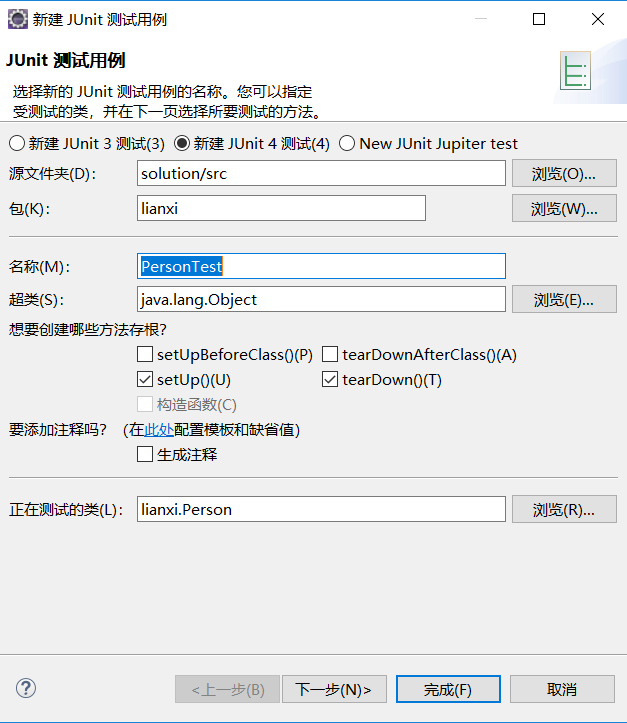 新建 JUnit 测试用例
JUnit 测试用例
选择新的 JUnit 测试用例的名称。您可以指定
受测试的类，并在下一页选择所要测试的方法。
新建 JUnit 3 测试(3) 新建 JUnit 4 测试(4) New JUnit Jupiter test
源文件夹(D): solution/src 浏览(O)...
包(K): lianxi 浏览(W)...
名称(M): PersonTest
超类(S): java.lang.Object 浏览(E)...
想要创建哪些方法存根?
setUpBeforeClass()(P) tearDownAfterClass()(A)
setUp()(U) tearDown()(T)
构造函数(C)
要添加注释吗? (在此处配置模板和缺省值)
生成注释
正在测试的类(L): lianxi.Person 浏览(R)...
? <上一步(B) 下一步(N)> 完成(F) 取消